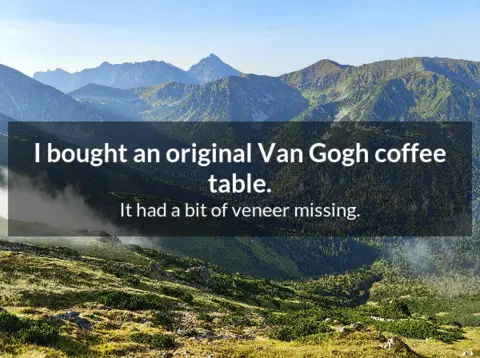 I bought an original Van Gogh coffee
table.
It had a bit of veneer missing.